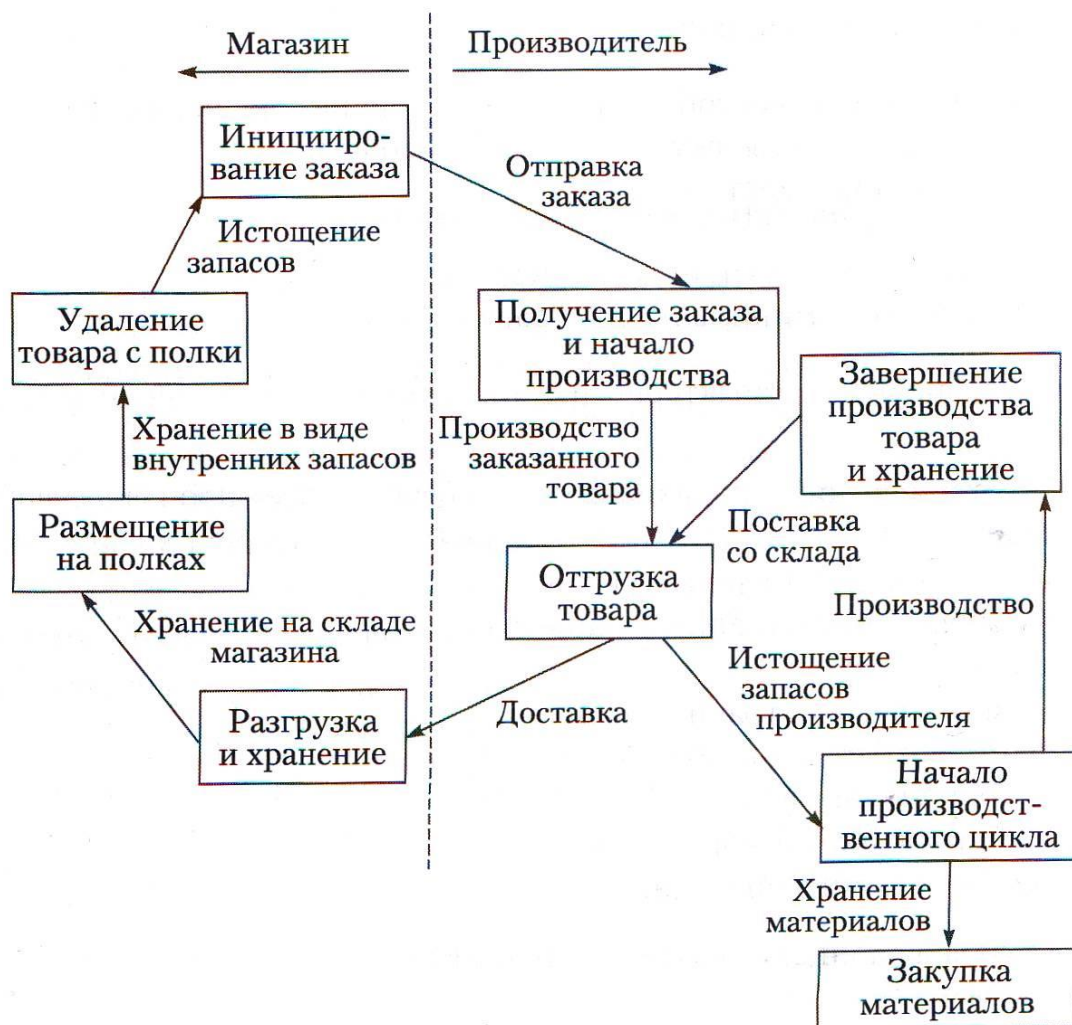 Магазин
Производитель
Иницииро-
вание заказа
Отправка
заказа
Истощение
запасов
Удаление
товара с полки
Получение заказа
и начало
производства
Завершение
производства
товара
и хранение
Хранение в виде
внутренних запасов
Производство
заказанного
товара
Размещение
на полках
Поставка
со склада
Отгрузка
товара
Производство
Хранение на складе
магазина
Истощение
запасов
производителя
Разгрузка
и хранение
Доставка
Начало
производст-
венного цикла
Хранение
материалов
Закупка
материалов